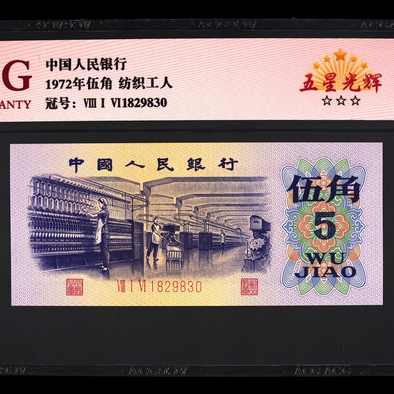 G
ANTY
中国人民银行
1972年伍角 纺织工人
冠号：Ⅷ Ⅰ Ⅵ1829830
五星光辉
中國人民銀行
伍角
5
WU
JIAO
Ⅷ Ⅰ Ⅵ 1829830